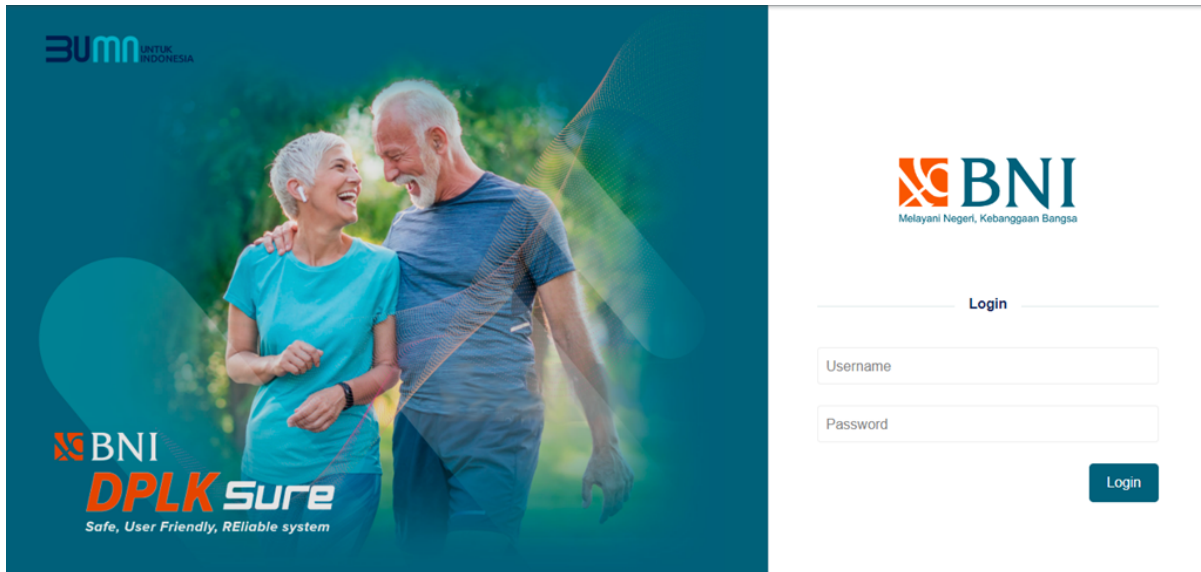 BUMN UNTUK
INDONESIA
BNI
DPLK Sure
Safe, User Friendly, REliable system
BNI
Melayani Negeri, Kebanggaan Bangsa
Login
Username
Password
Login